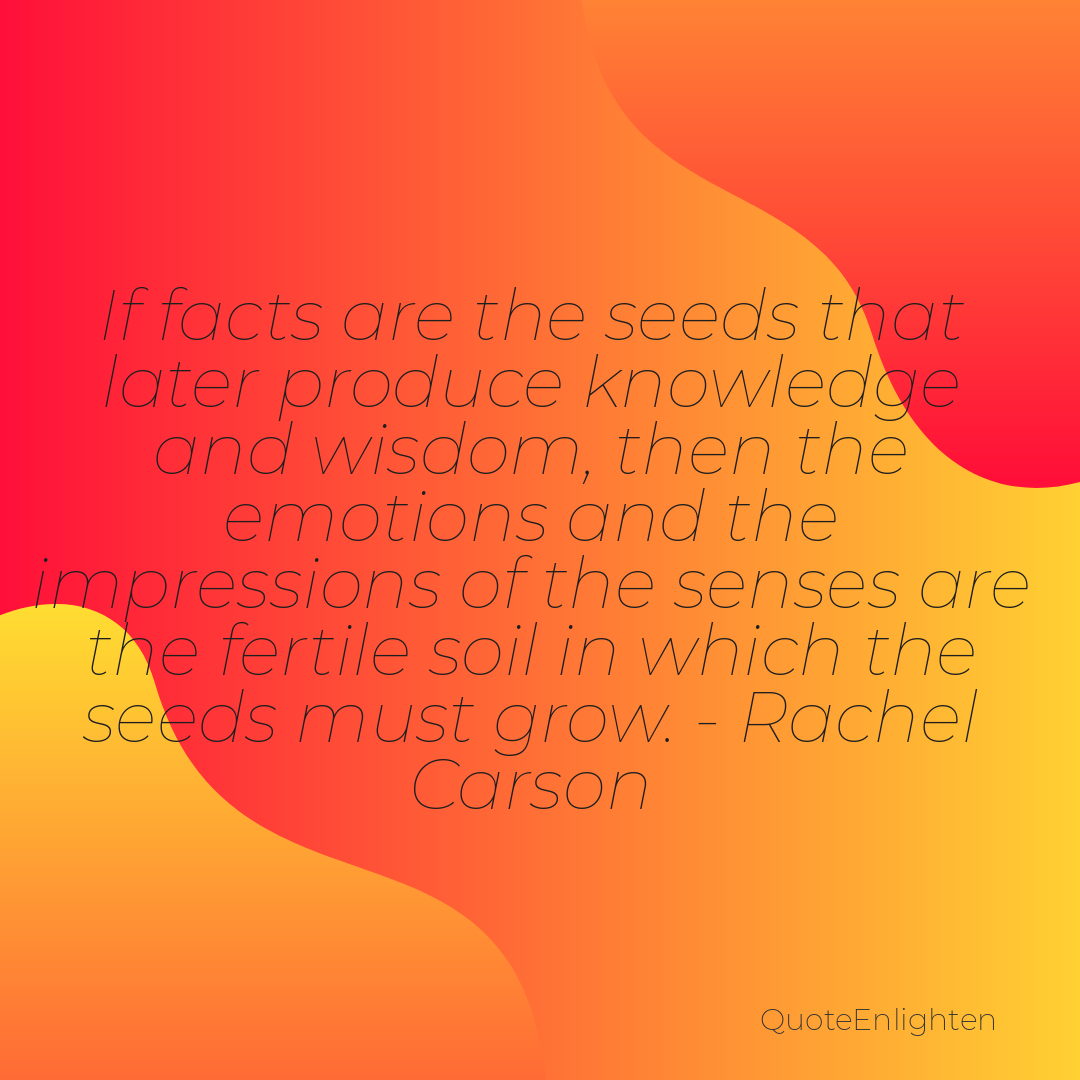 If facts are the seeds that
later produce knowledge
and wisdom, then the
emotions and the
impressions of the senses are
the fertile soil in which the
seeds must grow. - Rachel
Carson
QuoteEnlighten